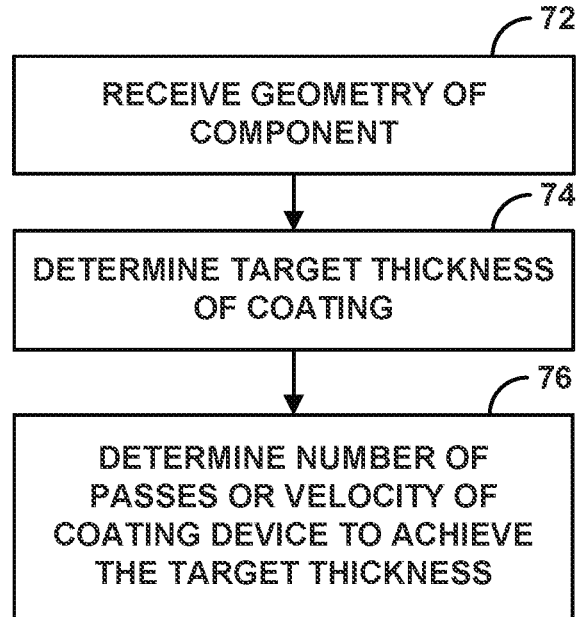 72
RECEIVE GEOMETRY OF
COMPONENT
74
DETERMINE TARGET THICKNESS
OF COATING
76
DETERMINE NUMBER OF
PASSES OR VELOCITY OF
COATING DEVICE TO ACHIEVE
THE TARGET THICKNESS